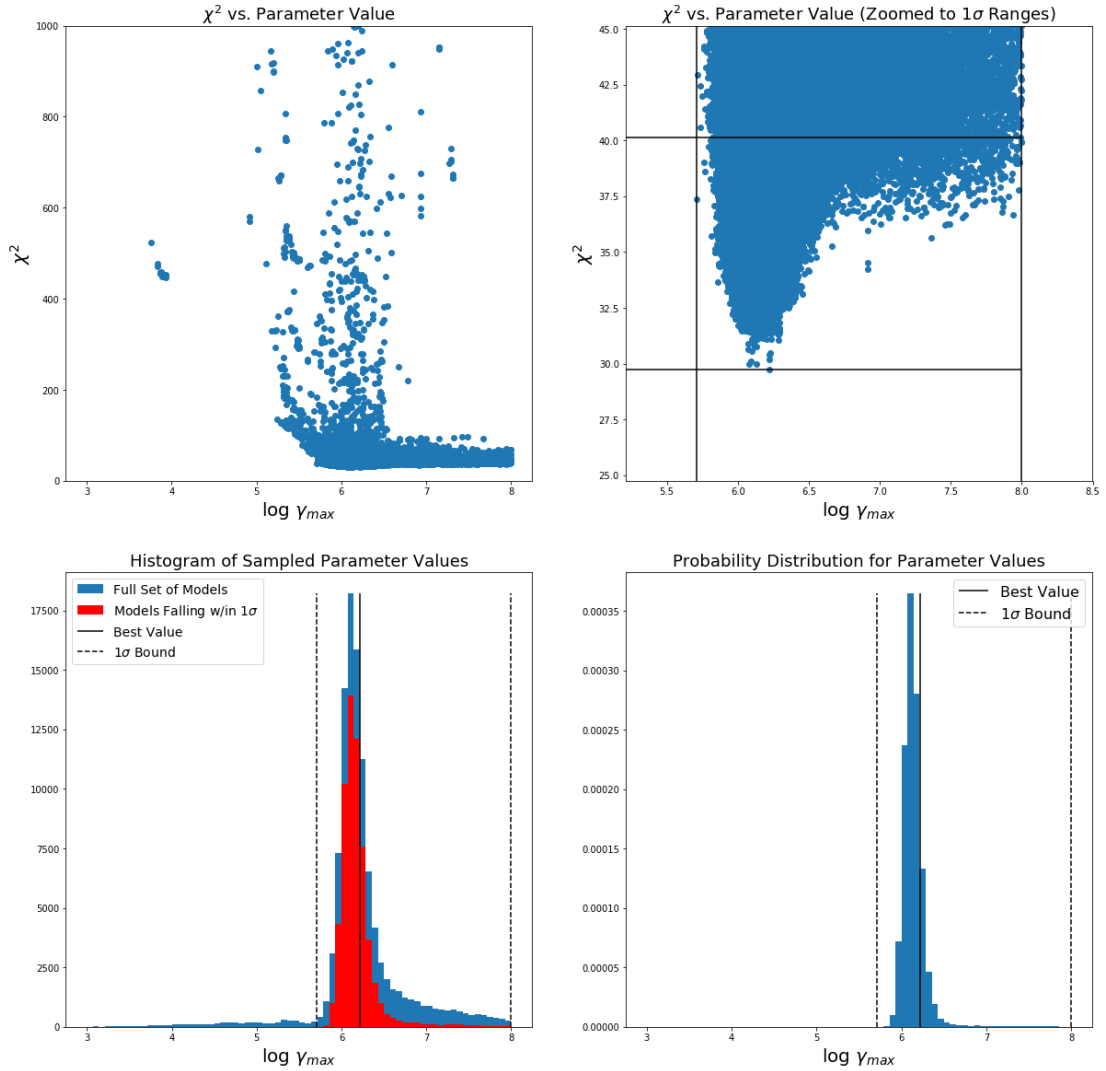 χ² vs. Parameter Value
1000
800
600
400
200
0
χ²
3 4 5 6 7 8
log γmax
χ² vs. Parameter Value (Zoomed to 1σ Ranges)
45.0
42.5
40.0
37.5
35.0
32.5
30.0
27.5
25.0
χ²
5.5 6.0 6.5 7.0 7.5 8.0 8.5
log γmax
Histogram of Sampled Parameter Values
Full Set of Models
Models Falling w/in 1σ
Best Value
1σ Bound
17500
15000
12500
10000
7500
5000
2500
0
3 4 5 6 7 8
log γmax
Probability Distribution for Parameter Values
Best Value
1σ Bound
0.00035
0.00030
0.00025
0.00020
0.00015
0.00010
0.00005
0.00000
3 4 5 6 7 8
log γmax